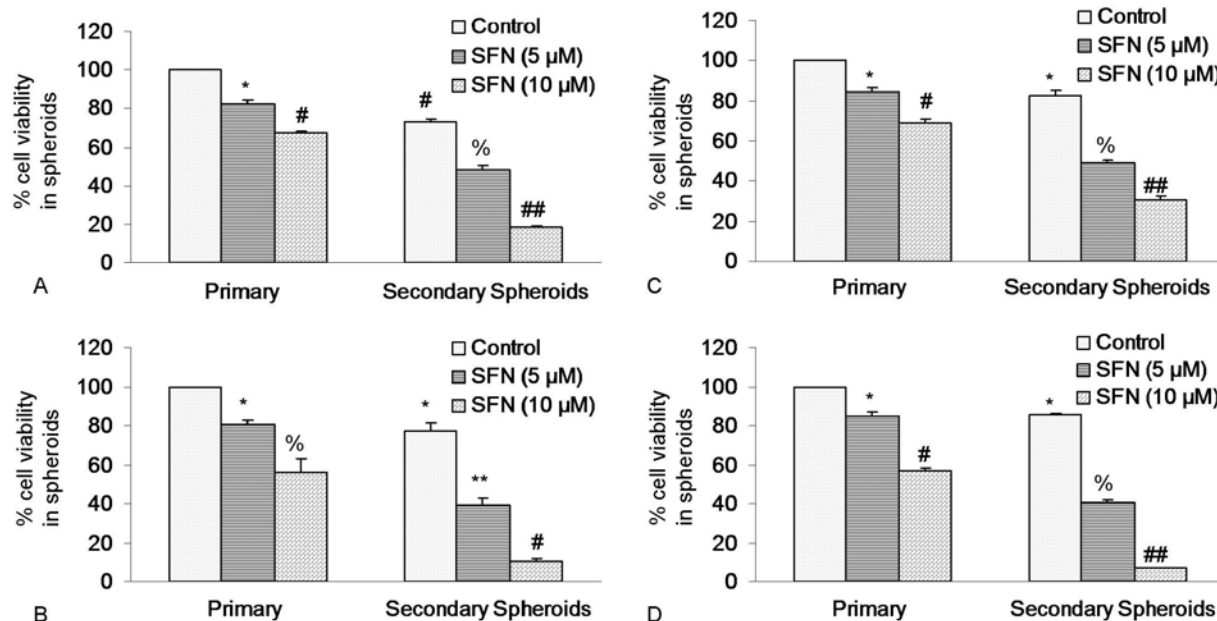 Control
SFN (5 µM)
SFN (10 µM)
120
100
80
60
40
20
0
% cell viability
in spheroids
*
#
#
%
##
Primary
Secondary Spheroids
A
Control
SFN (5 µM)
SFN (10 µM)
120
100
80
60
40
20
0
% cell viability
in spheroids
*
%
*
**
#
Primary
Secondary Spheroids
B
Control
SFN (5 µM)
SFN (10 µM)
120
100
80
60
40
20
0
% cell viability
in spheroids
*
#
*
%
##
Primary
Secondary Spheroids
C
Control
SFN (5 µM)
SFN (10 µM)
120
100
80
60
40
20
0
% cell viability
in spheroids
*
#
*
%
##
Primary
Secondary Spheroids
D